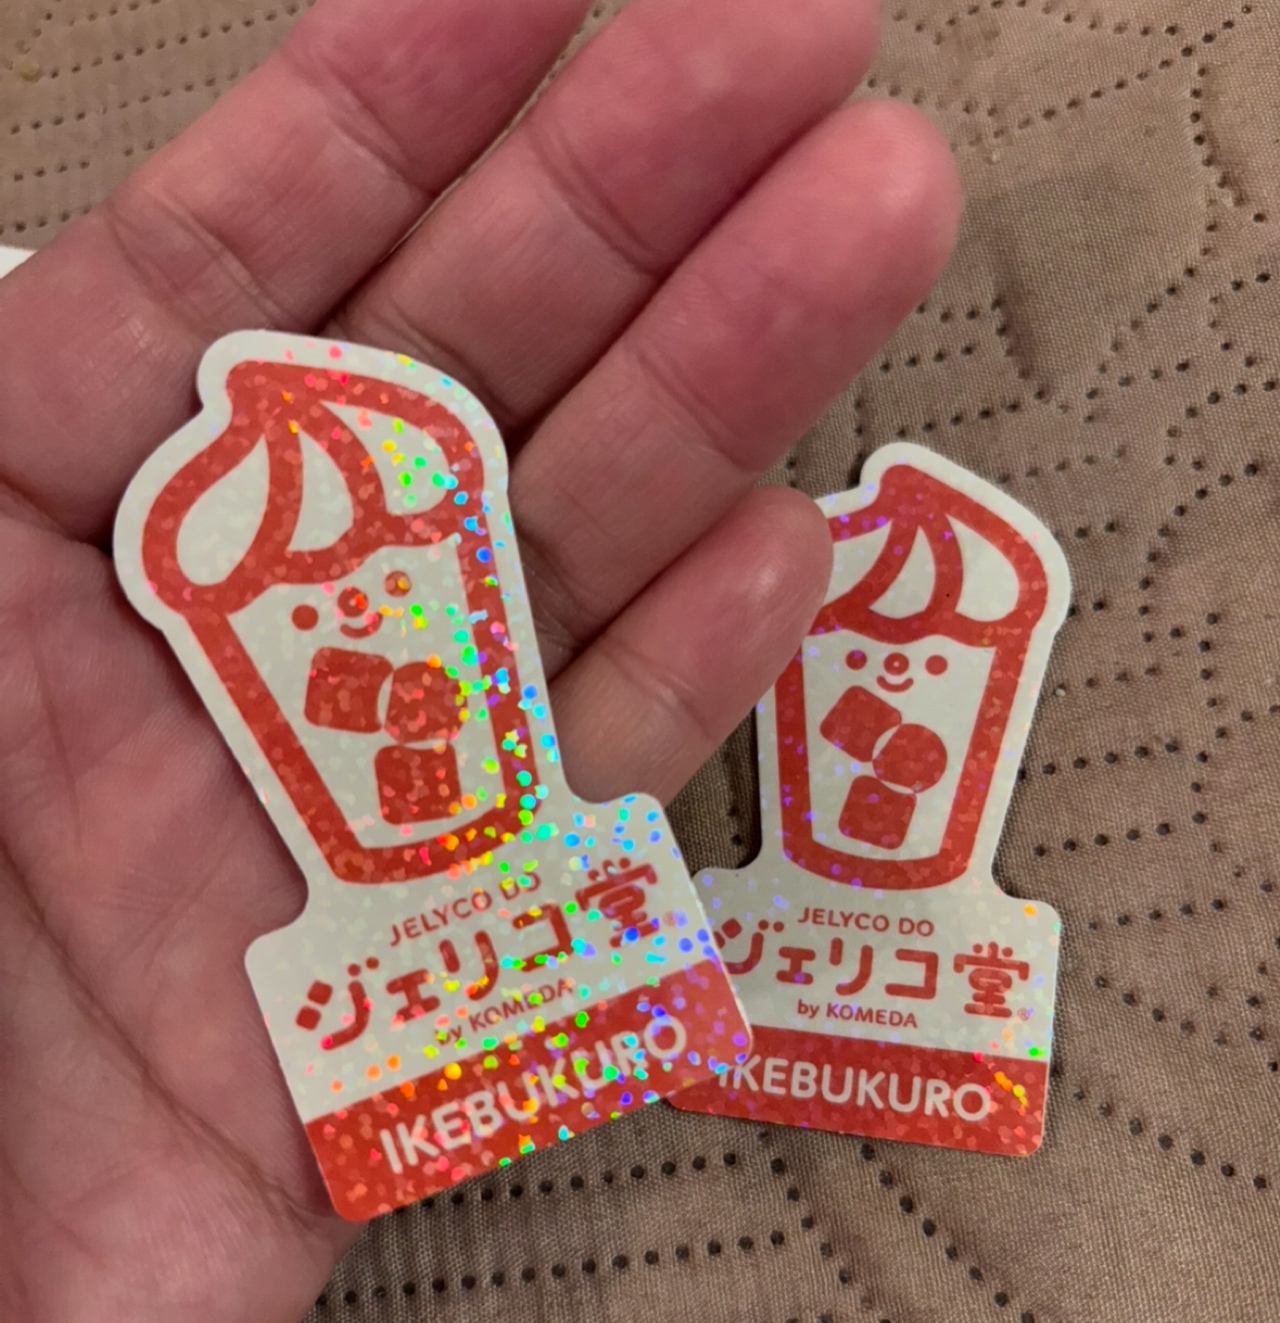 JELYCO DO
ジェリコ堂®
by KOMEDA
IKEBUKURO
JELYCO DO
ジェリコ堂®
by KOMEDA
IKEBUKURO